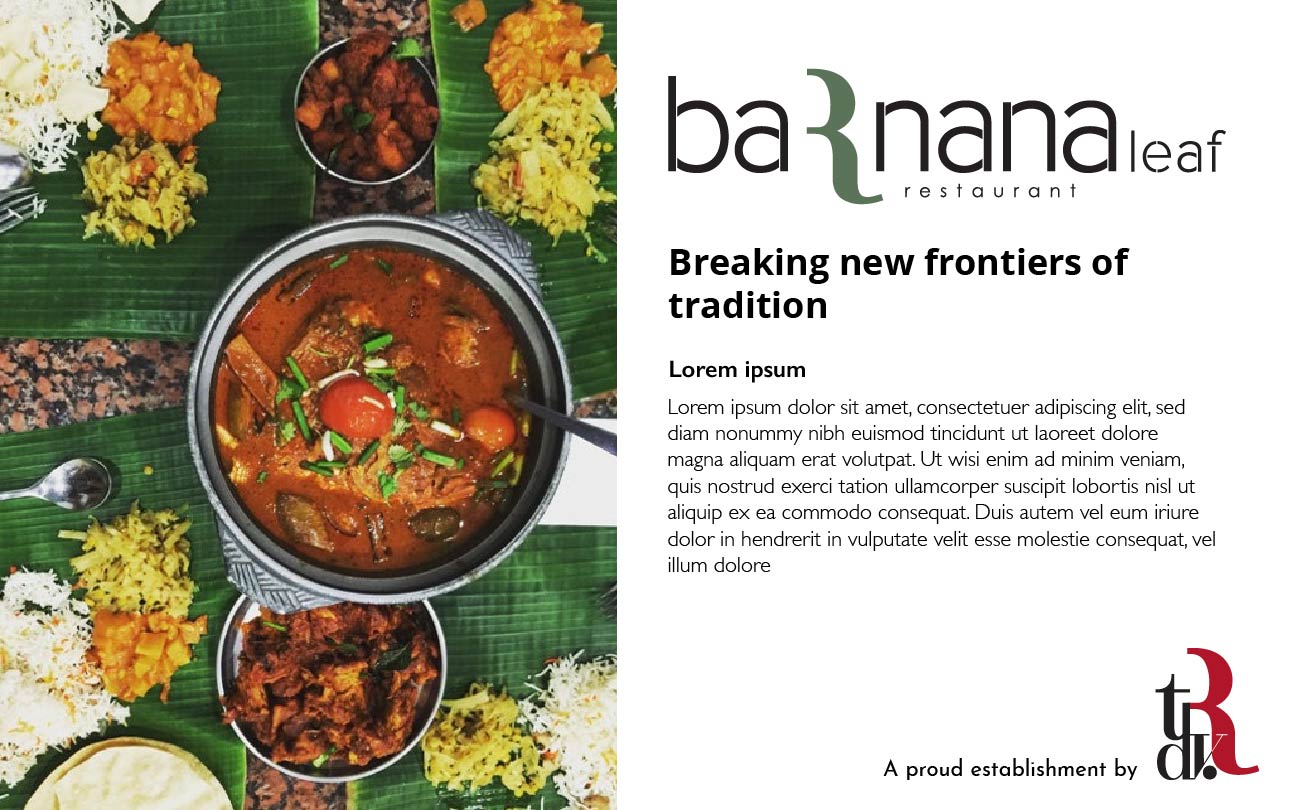 baRnana leaf
restaurant
Breaking new frontiers of
tradition
Lorem ipsum
Lorem ipsum dolor sit amet, consectetuer adipiscing elit, sed
diam nonummy nibh euismod tincidunt ut laoreet dolore
magna aliquam erat volutpat. Ut wisi enim ad minim veniam,
quis nostrud exerci tation ullamcorper suscipit lobortis nisl ut
aliquip ex ea commodo consequat. Duis autem vel eum iriure
dolor in hendrerit in vulputate velit esse molestie consequat, vel
illum dolore
A proud establishment by